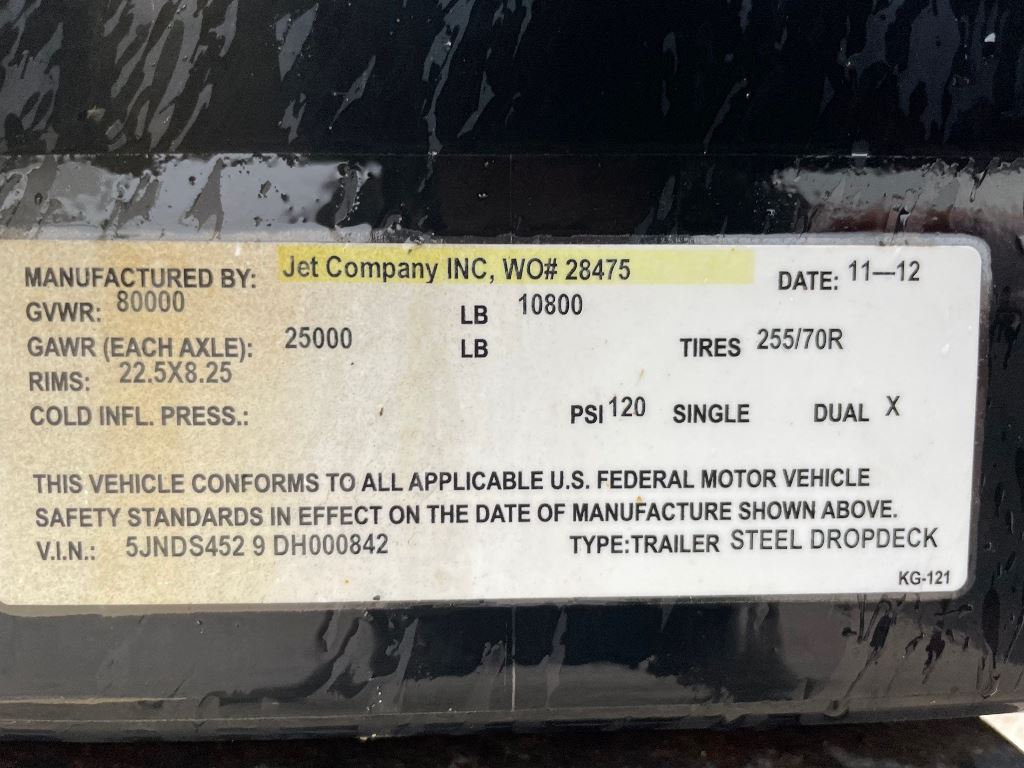 MANUFACTURED BY: Jet Company INC, WO# 28475 DATE: 11—12
GVWR: 80000 LB 10800
GAWR (EACH AXLE): 25000 LB TIRES 255/70R
RIMS: 22.5X8.25
COLD INFL. PRESS.: PSI 120 SINGLE DUAL X
THIS VEHICLE CONFORMS TO ALL APPLICABLE U.S. FEDERAL MOTOR VEHICLE
SAFETY STANDARDS IN EFFECT ON THE DATE OF MANUFACTURE SHOWN ABOVE.
V.I.N.: 5JNDS452 9 DH000842 TYPE:TRAILER STEEL DROPDECK
KG-121